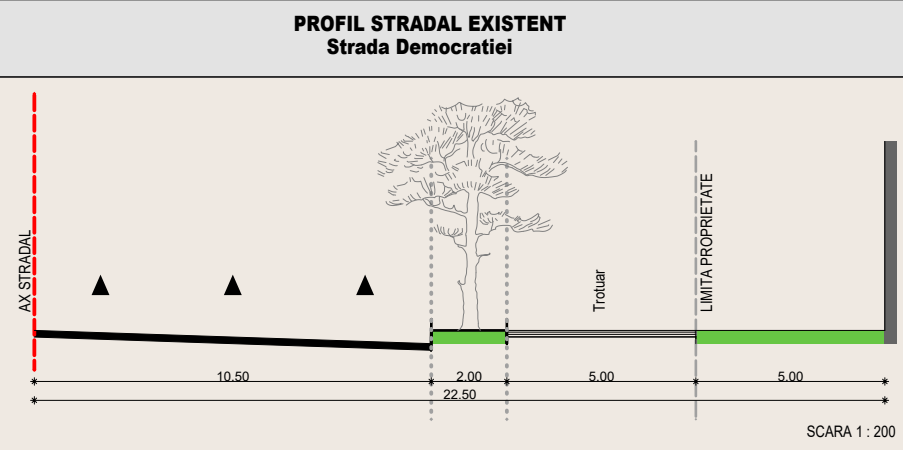 PROFIL STRADAL EXISTENT
Strada Democratiei
AX STRADAL
Trotuar
LIMITA PROPRIETATE
10.50
2.00
5.00
5.00
22.50
SCARA 1 : 200